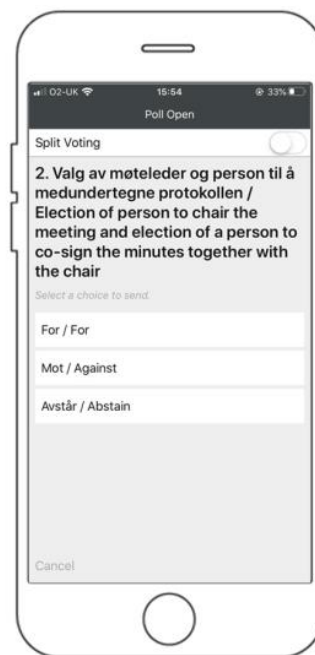 O2-UK 15:54 33%
Poll Open
Split Voting
2. Valg av møteleder og person til å
medundertegne protokollen /
Election of person to chair the
meeting and election of a person to
co-sign the minutes together with
the chair
Select a choice to send.
For / For
Mot / Against
Avstår / Abstain
Cancel